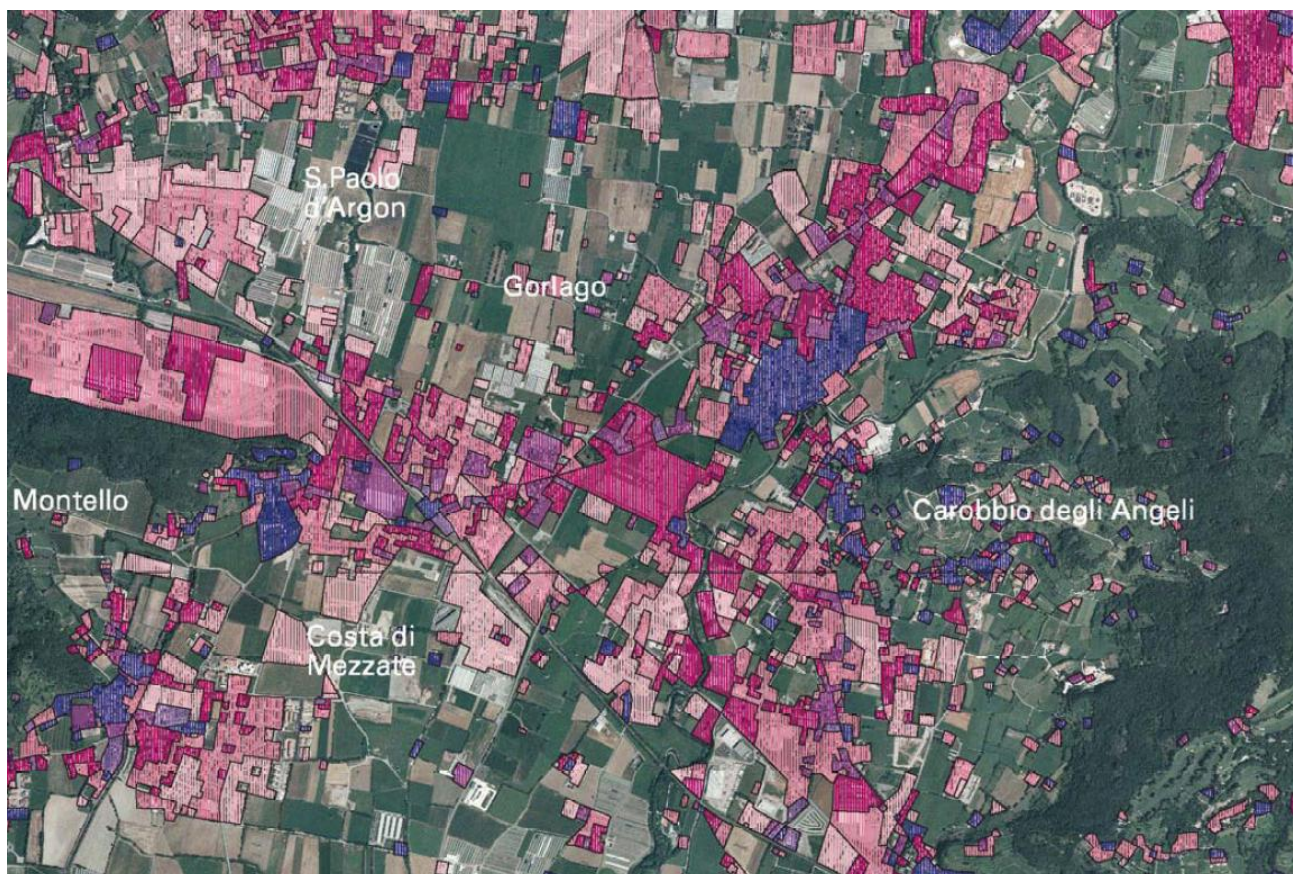 S.Paolo
d'Argon
Gorlago
Montello
Carobbio degli Angeli
Costa di
Mezzate